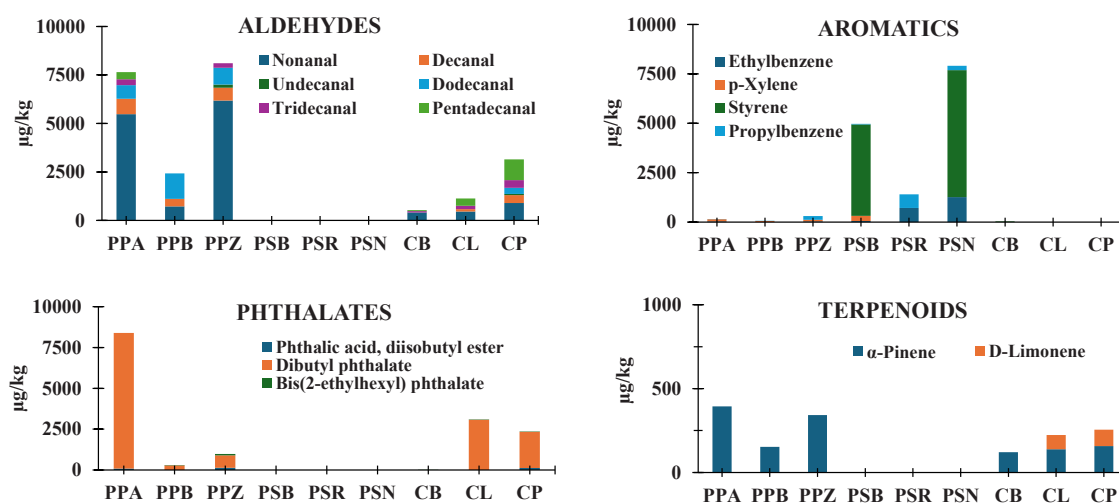 ALDEHYDES
10000
7500
5000
2500
0
µg/kg
Nonanal
Decanal
Undecanal
Dodecanal
Tridecanal
Pentadecanal
PPA PPB PPZ PSB PSR PSN CB CL CP
AROMATICS
10000
7500
5000
2500
0
µg/kg
Ethylbenzene
p-Xylene
Styrene
Propylbenzene
PPA PPB PPZ PSB PSR PSN CB CL CP
PHTHALATES
10000
7500
5000
2500
0
µg/kg
Phthalic acid, diisobutyl ester
Dibutyl phthalate
Bis(2-ethylhexyl) phthalate
PPA PPB PPZ PSB PSR PSN CB CL CP
TERPENOIDS
1000
500
0
µg/kg
α-Pinene
D-Limonene
PPA PPB PPZ PSB PSR PSN CB CL CP